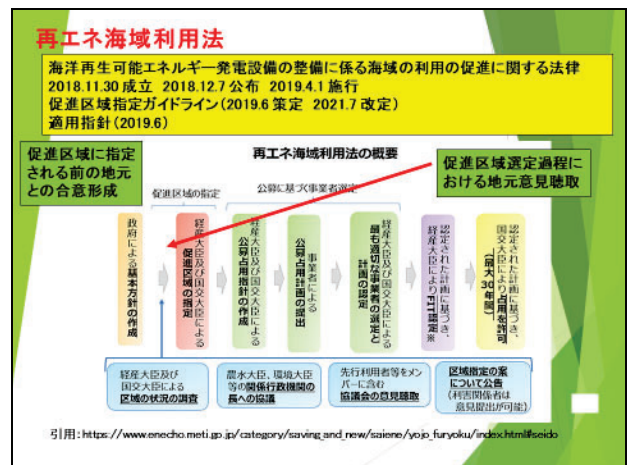 再エネ海域利用法
海洋再生可能エネルギー発電設備の整備に係る海域の利用の促進に関する法律
2018.11.30 成立 2018.12.7 公布 2019.4.1 施行
促進区域指定ガイドライン(2019.6 策定 2021.7 改定)
適用指針(2019.6)
促進区域に指定
される前の地元
との合意形成
再エネ海域利用法の概要
促進区域選定過程に
おける地元意見聴取
促進区域の指定
公募に基づく事業者選定
政府による基本方針の作成
経産大臣及び国交大臣による
促進区域の指定
経産大臣及び国交大臣による
公募占用指針の作成
事業者による
公募占用計画の提出
経産大臣及び国交大臣による
最も適切な事業者の選定と
計画の認定
認定された計画に基づき、
経産大臣によりFIT認定※
認定された計画に基づき、
国交大臣により占用を許可
(最大30年間)
経産大臣及び
国交大臣による
区域の状況の調査
農水大臣、環境大臣
等の関係行政機関の
長への協議
先行利用者等をメン
バーに含む
協議会の意見聴取
区域指定の案
について公告
(利害関係者は
意見提出が可能)
引用:https://www.enecho.meti.go.jp/category/saving_and_new/saiene/yojo_furyoku/index.html#seido